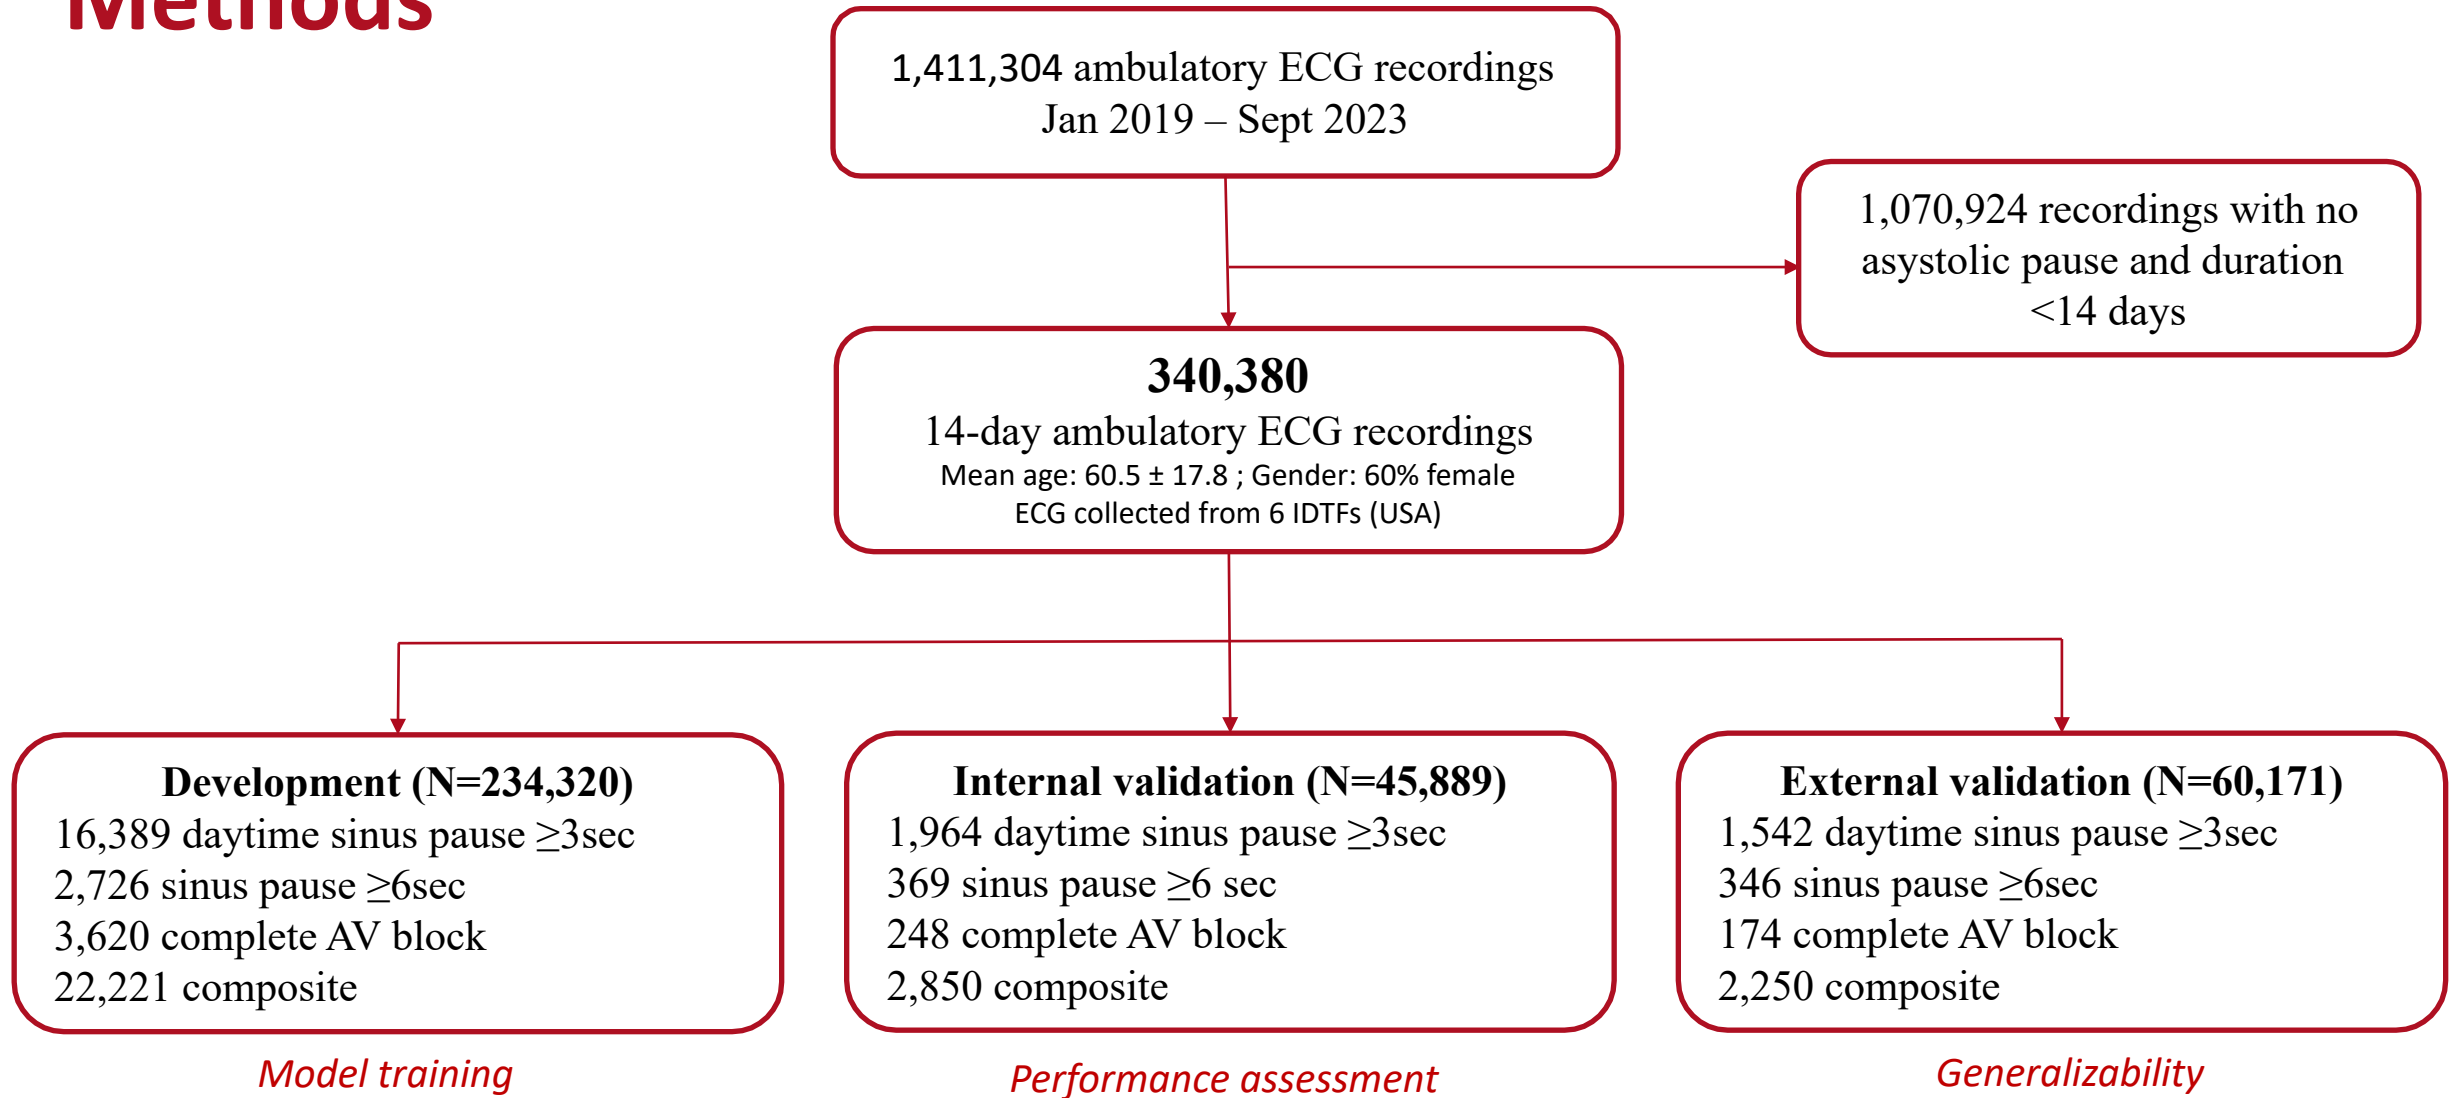 Methods
1,411,304 ambulatory ECG recordings
Jan 2019 – Sept 2023
1,070,924 recordings with no
asystolic pause and duration
<14 days
340,380
14-day ambulatory ECG recordings
Mean age: 60.5 ± 17.8 ; Gender: 60% female
ECG collected from 6 IDTFs (USA)
Development (N=234,320)
16,389 daytime sinus pause ≥3sec
2,726 sinus pause ≥6sec
3,620 complete AV block
22,221 composite
Model training
Internal validation (N=45,889)
1,964 daytime sinus pause ≥3sec
369 sinus pause ≥6 sec
248 complete AV block
2,850 composite
Performance assessment
External validation (N=60,171)
1,542 daytime sinus pause ≥3sec
346 sinus pause ≥6sec
174 complete AV block
2,250 composite
Generalizability